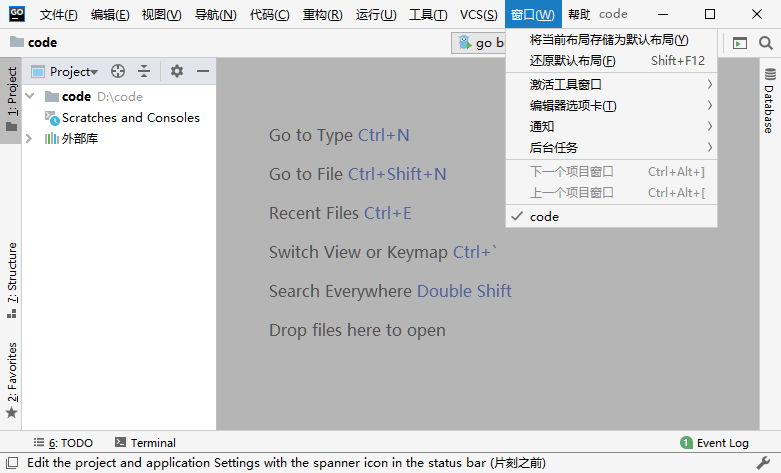 GO 文件(F) 编辑(E) 视图(V) 导航(N) 代码(C) 重构(R) 运行(U) 工具(T) VCS(S) 窗口(W) 帮助 code
code go b
将当前布局存储为默认布局(Y)
还原默认布局(F) Shift+F12
激活工具窗口
编辑器选项卡(T)
通知
后台任务
下一个项目窗口 Ctrl+Alt+]
上一个项目窗口 Ctrl+Alt+[
code
1: Project
7: Structure
2: Favorites
Project
code D:\code
Scratches and Consoles
外部库
Go to Type Ctrl+N
Go to File Ctrl+Shift+N
Recent Files Ctrl+E
Switch View or Keymap Ctrl+`
Search Everywhere Double Shift
Drop files here to open
Database
6: TODO Terminal 1 Event Log
Edit the project and application Settings with the spanner icon in the status bar (片刻之前)